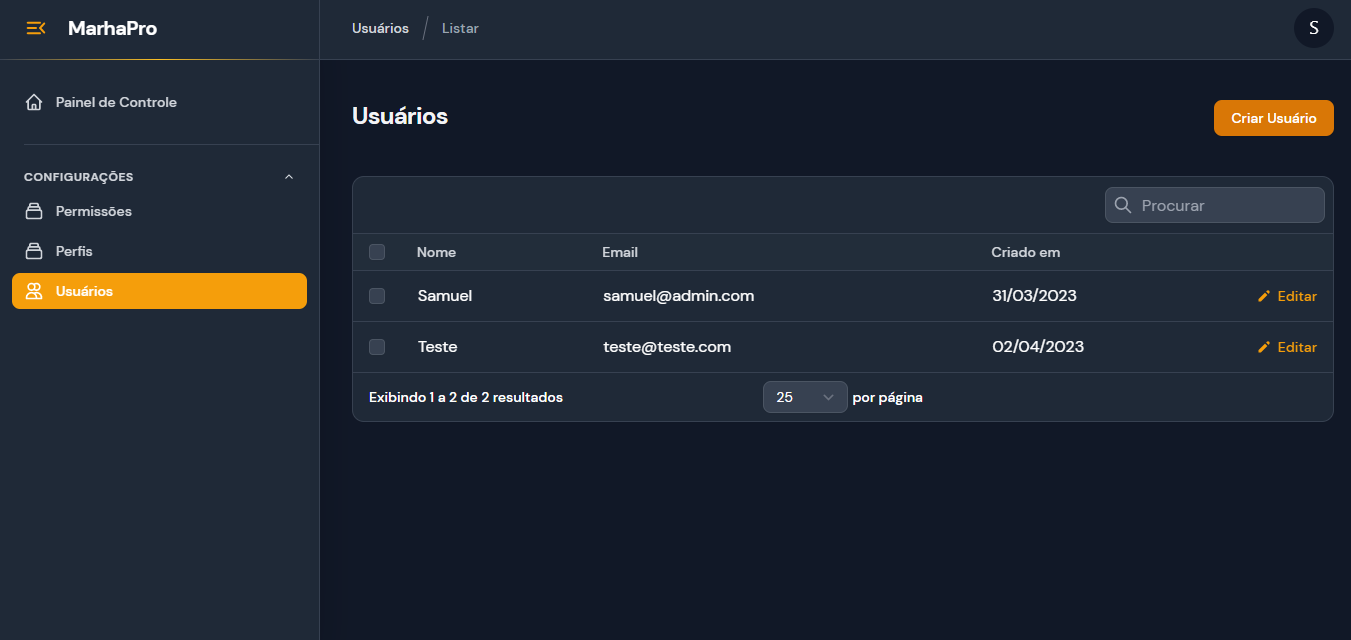 MarhaPro
Usuários / Listar
S
Painel de Controle
CONFIGURAÇÕES
Permissões
Perfis
Usuários
Usuários
Criar Usuário
Procurar
Nome Email Criado em
Samuel samuel@admin.com 31/03/2023 Editar
Teste teste@teste.com 02/04/2023 Editar
Exibindo 1 a 2 de 2 resultados 25 por página